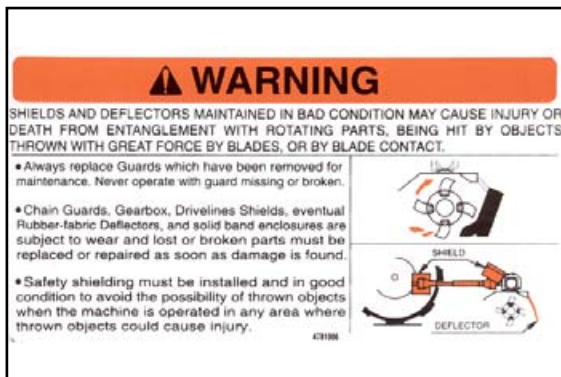 WARNING
SHIELDS AND DEFLECTORS MAINTAINED IN BAD CONDITION MAY CAUSE INJURY OR
DEATH FROM ENTANGLEMENT WITH ROTATING PARTS, BEING HIT BY OBJECTS
THROWN WITH GREAT FORCE BY BLADES, OR BY BLADE CONTACT.
• Always replace Guards which have been removed for
maintenance. Never operate with guard missing or broken.
• Chain Guards, Gearbox, Drivelines Shields, eventual
Rubber-fabric Deflectors, and solid band enclosures are
subject to wear and lost or broken parts must be
replaced or repaired as soon as damage is found.
• Safety shielding must be installed and in good
condition to avoid the possibility of thrown objects
when the machine is operated in any area where
thrown objects could cause injury.
SHIELD
DEFLECTOR